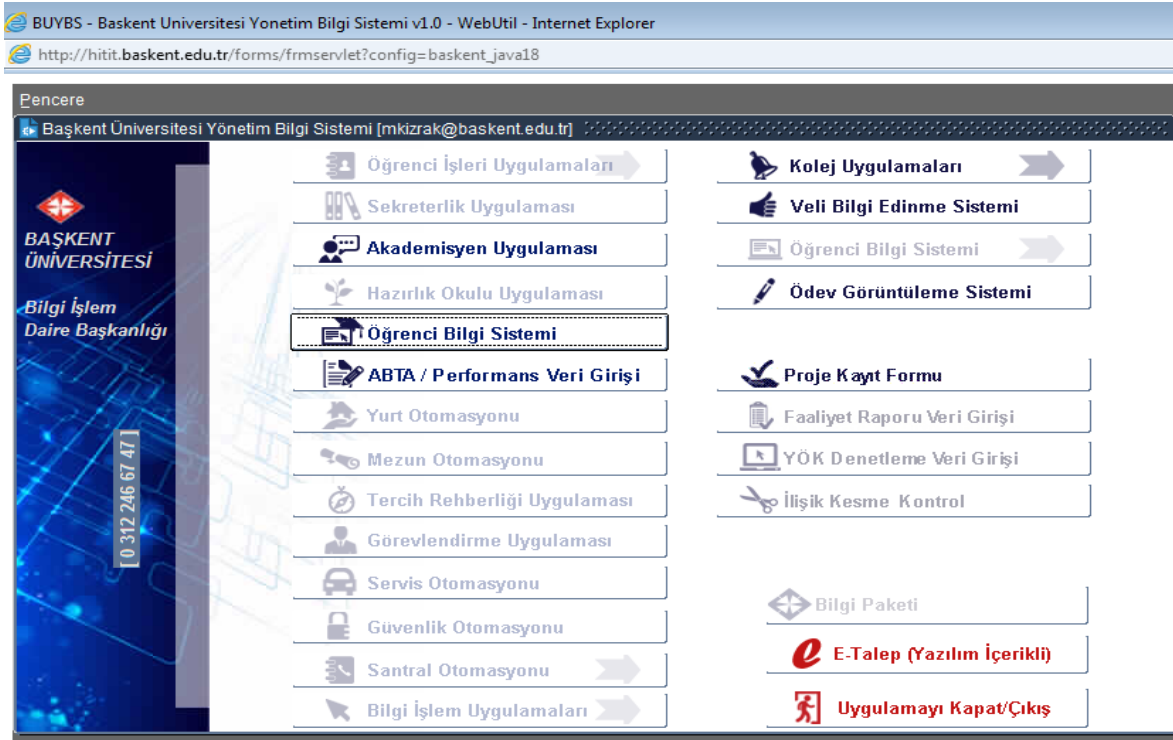 BUYBS - Baskent Universitesi Yonetim Bilgi Sistemi v1.0 - WebUtil - Internet Explorer
http://hitit.baskent.edu.tr/forms/frmservlet?config=baskent_java18
Pencere
Başkent Üniversitesi Yönetim Bilgi Sistemi [mkizrak@baskent.edu.tr]
BAŞKENT
ÜNİVERSİTESİ
Bilgi İşlem
Daire Başkanlığı
[ 0 312 246 67 47 ]
Öğrenci İşleri Uygulamaları
Sekreterlik Uygulaması
Akademisyen Uygulaması
Hazırlık Okulu Uygulaması
Öğrenci Bilgi Sistemi
ABTA / Performans Veri Girişi
Yurt Otomasyonu
Mezun Otomasyonu
Tercih Rehberliği Uygulaması
Görevlendirme Uygulaması
Servis Otomasyonu
Güvenlik Otomasyonu
Santral Otomasyonu
Bilgi İşlem Uygulamaları
Kolej Uygulamaları
Veli Bilgi Edinme Sistemi
Öğrenci Bilgi Sistemi
Ödev Görüntüleme Sistemi
Proje Kayıt Formu
Faaliyet Raporu Veri Girişi
YÖK Denetleme Veri Girişi
İlişik Kesme Kontrol
Bilgi Paketi
E-Talep (Yazılım İçerikli)
Uygulamayı Kapat/Çıkış